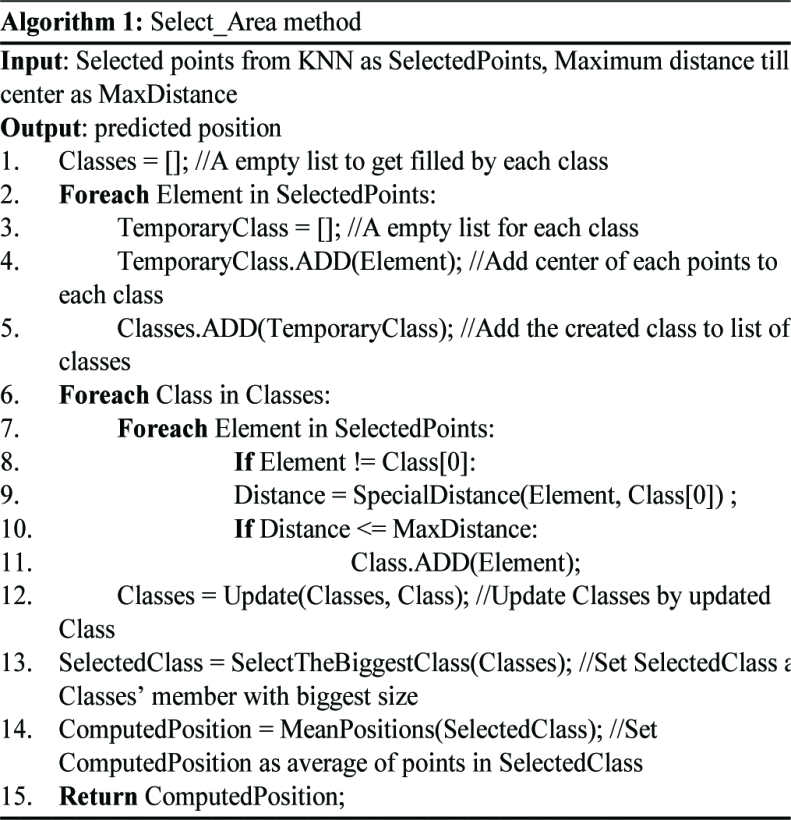 Algorithm 1: Select_Area method
Input: Selected points from KNN as SelectedPoints, Maximum distance till
center as MaxDistance
Output: predicted position
1. Classes = []; //A empty list to get filled by each class
2. Foreach Element in SelectedPoints:
3. TemporaryClass = []; //A empty list for each class
4. TemporaryClass.ADD(Element); //Add center of each points to
each class
5. Classes.ADD(TemporaryClass); //Add the created class to list of
classes
6. Foreach Class in Classes:
7. Foreach Element in SelectedPoints:
8. If Element != Class[0]:
9. Distance = SpecialDistance(Element, Class[0]) ;
10. If Distance <= MaxDistance:
11. Class.ADD(Element);
12. Classes = Update(Classes, Class); //Update Classes by updated
Class
13. SelectedClass = SelectTheBiggestClass(Classes); //Set SelectedClass
Classes’ member with biggest size
14. ComputedPosition = MeanPositions(SelectedClass); //Set
ComputedPosition as average of points in SelectedClass
15. Return ComputedPosition;